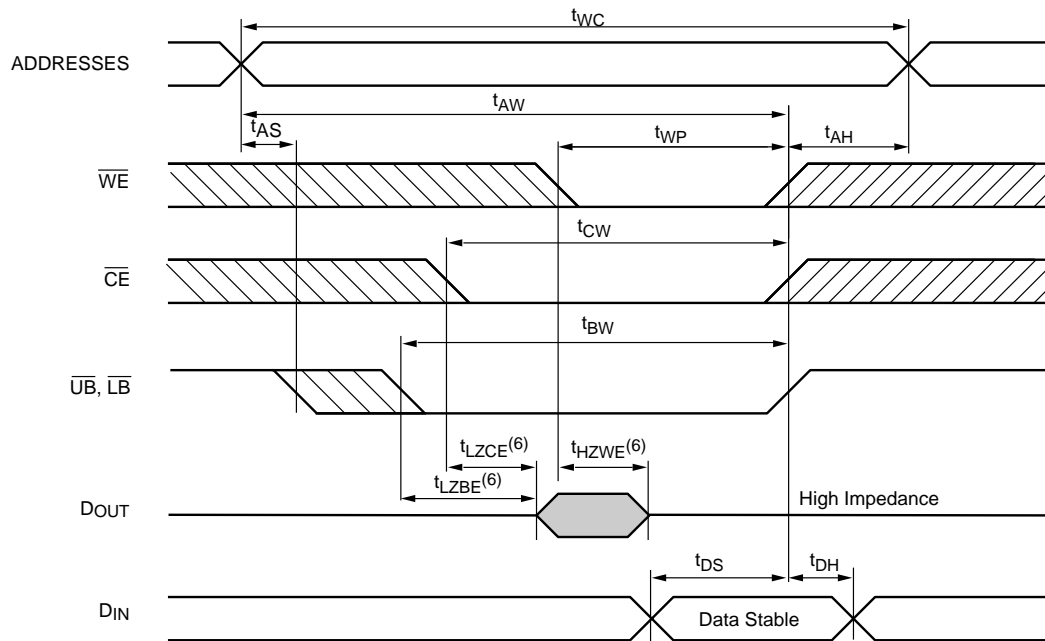 tWC
ADDRESSES
tAW
tAS
tWP
tAH
WE
tCW
CE
tBW
UB, LB
tLZCE(6)
tHZWE(6)
tLZBE(6)
DOUT
High Impedance
tDS
tDH
DIN
Data Stable